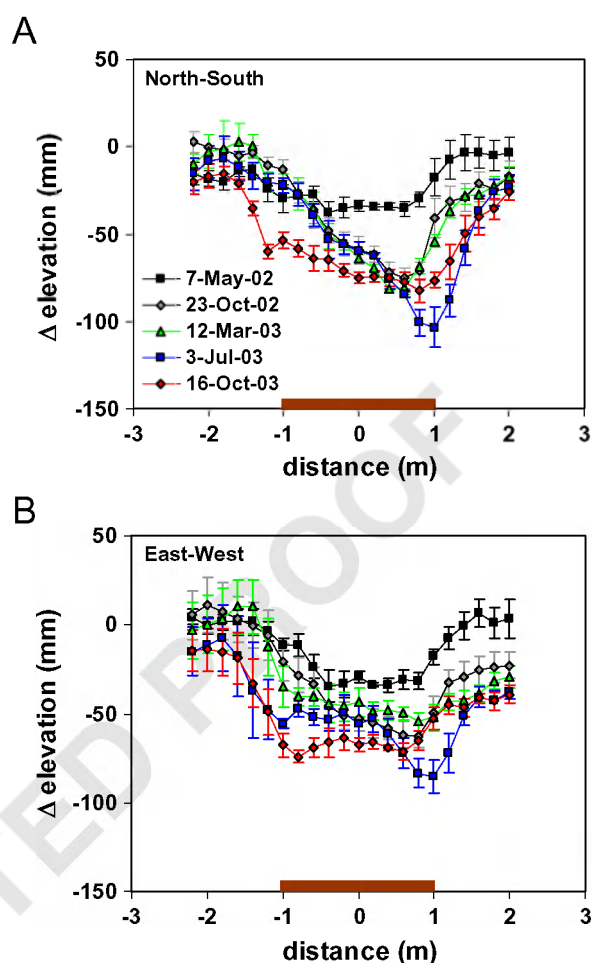 A
North-South
50
0
-50
-100
-150
Δ elevation (mm)
7-May-02
23-Oct-02
12-Mar-03
3-Jul-03
16-Oct-03
-3 -2 -1 0 1 2 3
distance (m)
B
East-West
50
0
-50
-100
-150
Δ elevation (mm)
-3 -2 -1 0 1 2 3
distance (m)
TED PROOF